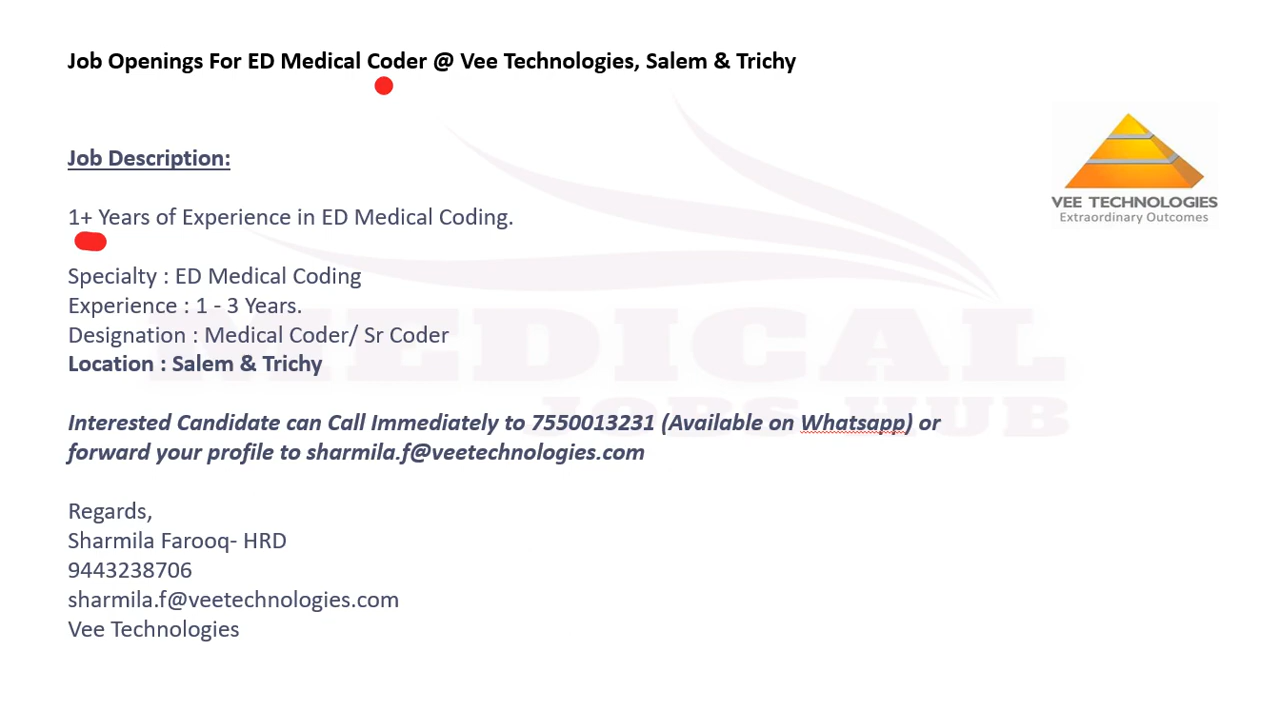 Job Openings For ED Medical Coder @ Vee Technologies, Salem & Trichy
Job Description:
VEE TECHNOLOGIES
Extraordinary Outcomes
1+ Years of Experience in ED Medical Coding.
Specialty : ED Medical Coding
Experience : 1 - 3 Years.
Designation : Medical Coder/ Sr Coder
Location : Salem & Trichy
MEDICAL
JOBS HUB
Interested Candidate can Call Immediately to 7550013231 (Available on Whatsapp) or
forward your profile to sharmila.f@veetechnologies.com
Regards,
Sharmila Farooq- HRD
9443238706
sharmila.f@veetechnologies.com
Vee Technologies